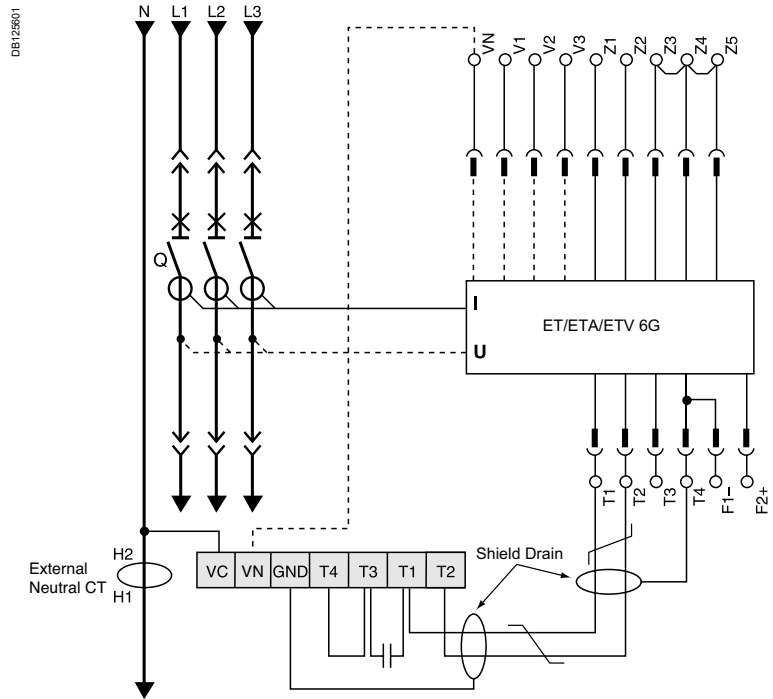 DB125601
N L1 L2 L3
VN V1 V2 V3 Z1 Z2 Z3 Z4 Z5
Q
I
ET/ETA/ETV 6G
U
T1 T2 T3 T4 F1- F2+
H2
External
Neutral CT
H1
VC VN GND T4 T3 T1 T2
Shield Drain